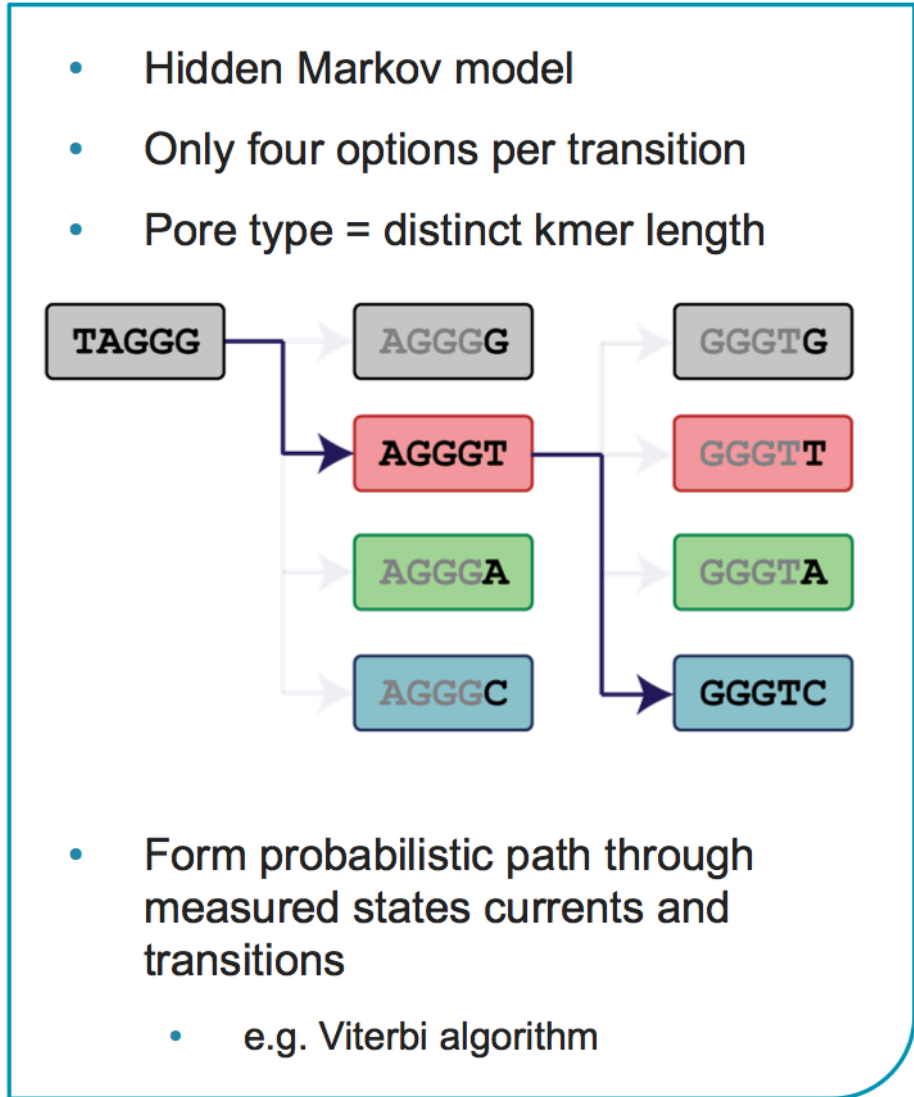 • Hidden Markov model
• Only four options per transition
• Pore type = distinct kmer length
TAGGG AGGGG GGGTG
AGGGT GGGTT
AGGGA GGGTA
AGGGC GGGTC
• Form probabilistic path through
measured states currents and
transitions
• e.g. Viterbi algorithm